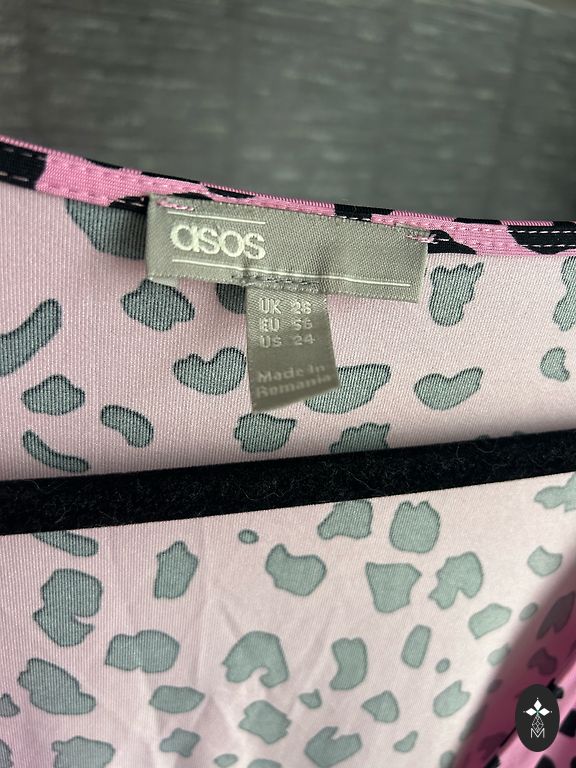 asos
UK 28
EU 56
US 24
Made In
Romania
M